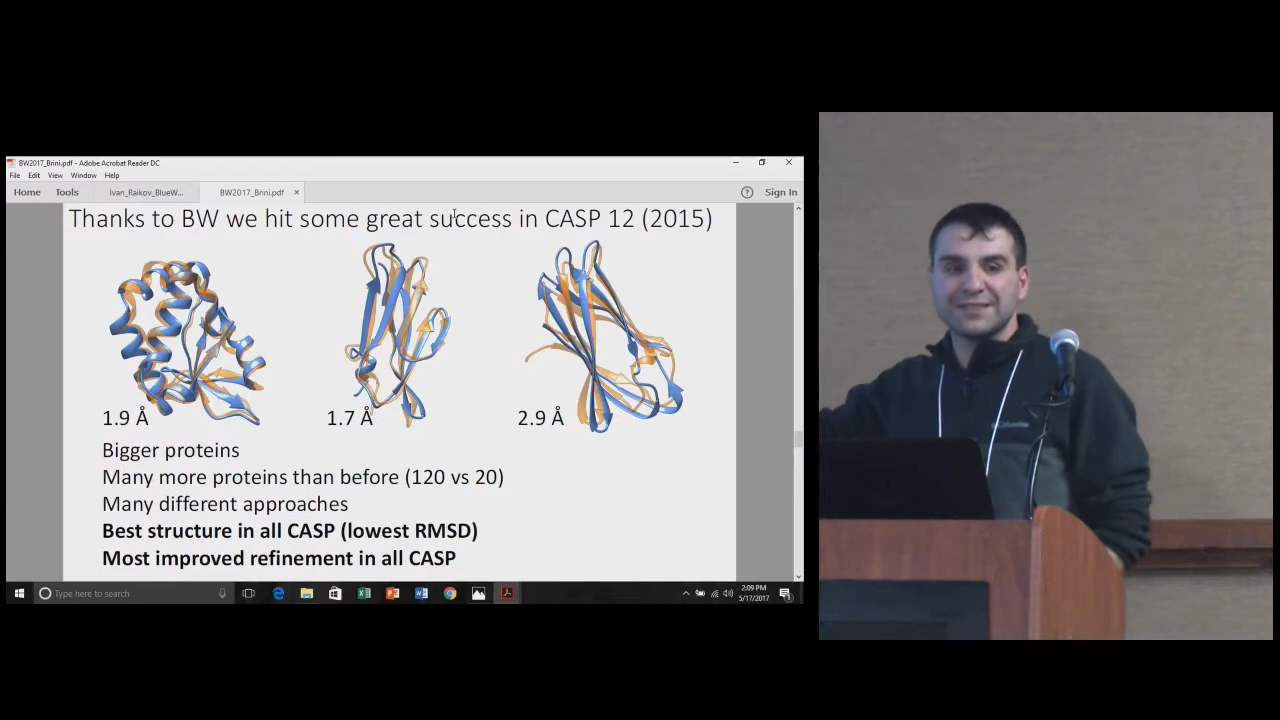 BW2017_Brini.pdf - Adobe Acrobat Reader DC
File Edit View Window Help
Home Tools Ivan_Raikov_BlueW... BW2017_Brini.pdf × ? Sign In
Thanks to BW we hit some great success in CASP 12 (2015)
1.9 Å 1.7 Å 2.9 Å
Bigger proteins
Many more proteins than before (120 vs 20)
Many different approaches
Best structure in all CASP (lowest RMSD)
Most improved refinement in all CASP
Type here to search
2:09 PM
5/17/2017
Columbia